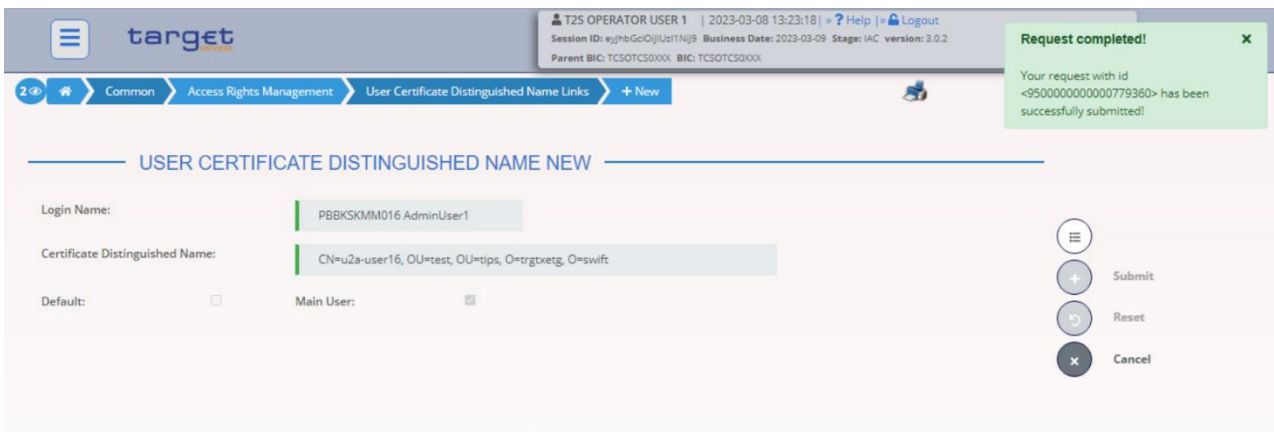 target
services
T2S OPERATOR USER 1 | 2023-03-08 13:23:18| » ? Help |» Logout
Session ID: eyJhbGciOiJIUzI1NiJ9 Business Date: 2023-03-09 Stage: IAC version: 3.0.2
Parent BIC: TCSOTCS0XXX BIC: TCSOTCS0XXX
Request completed! x
Your request with id
<9500000000000779360> has been
successfully submitted!
2 Common Access Rights Management User Certificate Distinguished Name Links + New
USER CERTIFICATE DISTINGUISHED NAME NEW
Login Name: PBBKSKMM016 AdminUser1
Certificate Distinguished Name: CN=u2a-user16, OU=test, OU=tips, O=trgtxetg, O=swift
Default: Main User:
Submit
Reset
Cancel